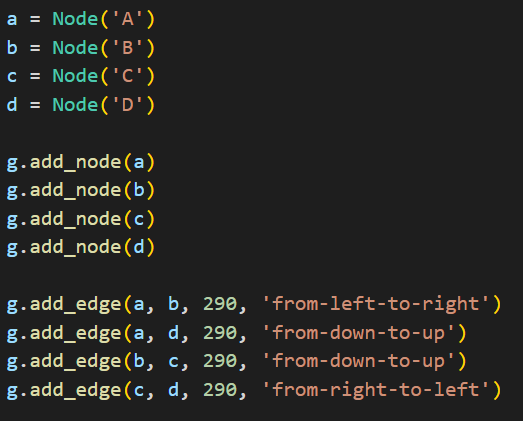 a = Node('A')
b = Node('B')
c = Node('C')
d = Node('D')
g.add_node(a)
g.add_node(b)
g.add_node(c)
g.add_node(d)
g.add_edge(a, b, 290, 'from-left-to-right')
g.add_edge(a, d, 290, 'from-down-to-up')
g.add_edge(b, c, 290, 'from-down-to-up')
g.add_edge(c, d, 290, 'from-right-to-left')